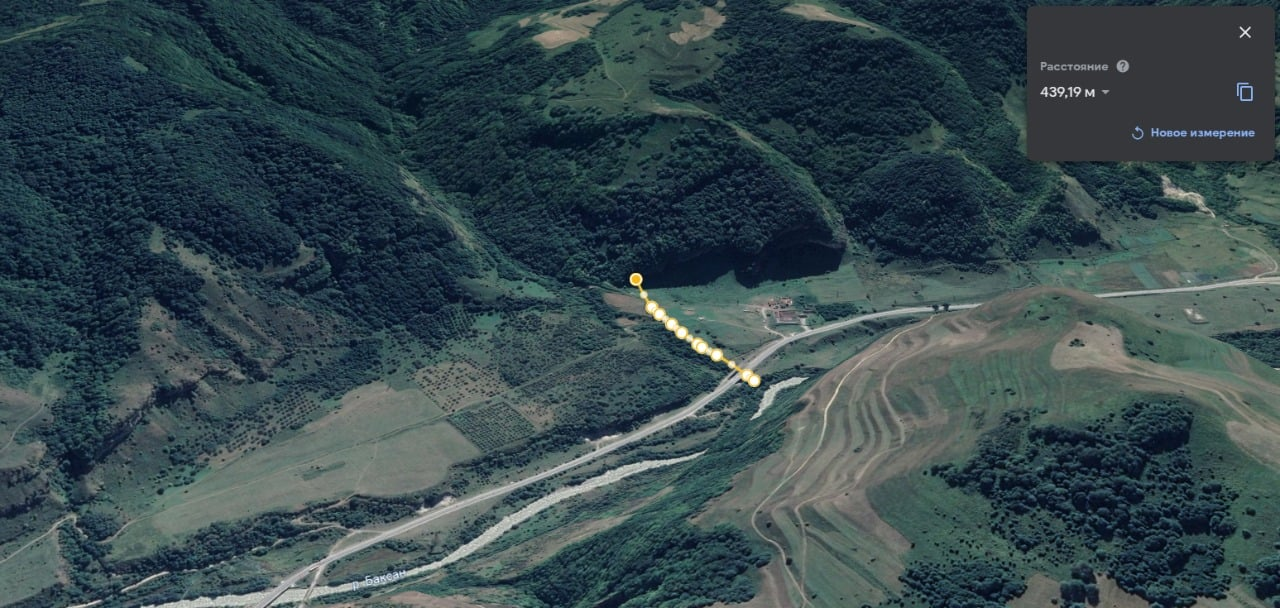 Расстояние
439,19 м
Новое измерение
р. Баксан